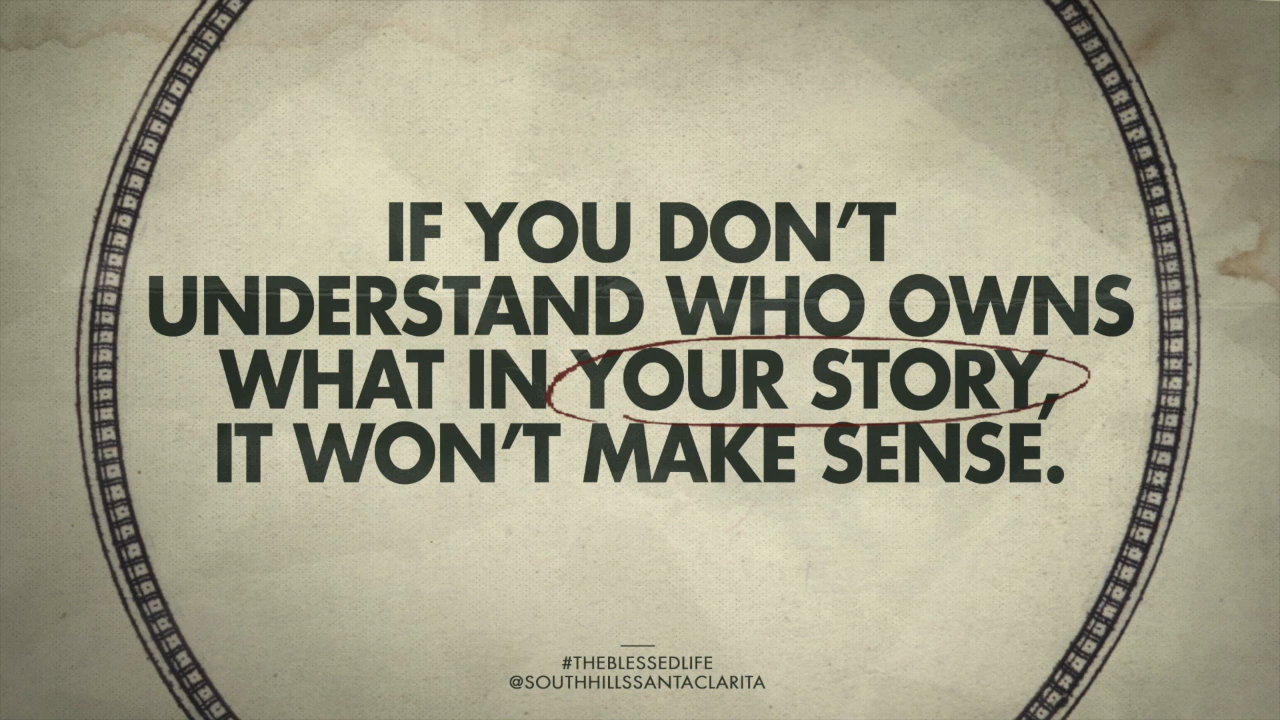 IF YOU DON'T
UNDERSTAND WHO OWNS
WHAT IN YOUR STORY,
IT WON'T MAKE SENSE.
#THEBLESSEDLIFE
@SOUTHHILLSSANTACLARITA